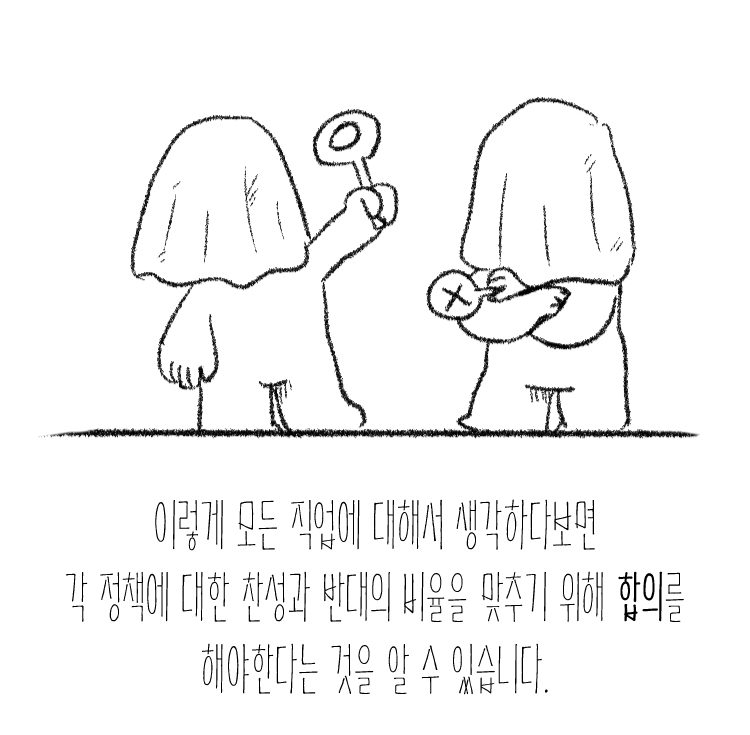 이렇게 모든 직업에 대해서 생각하다보면
각 정책에 대한 찬성과 반대의 비율을 맞추기 위해 합의를
해야한다는 것을 알 수 있습니다.